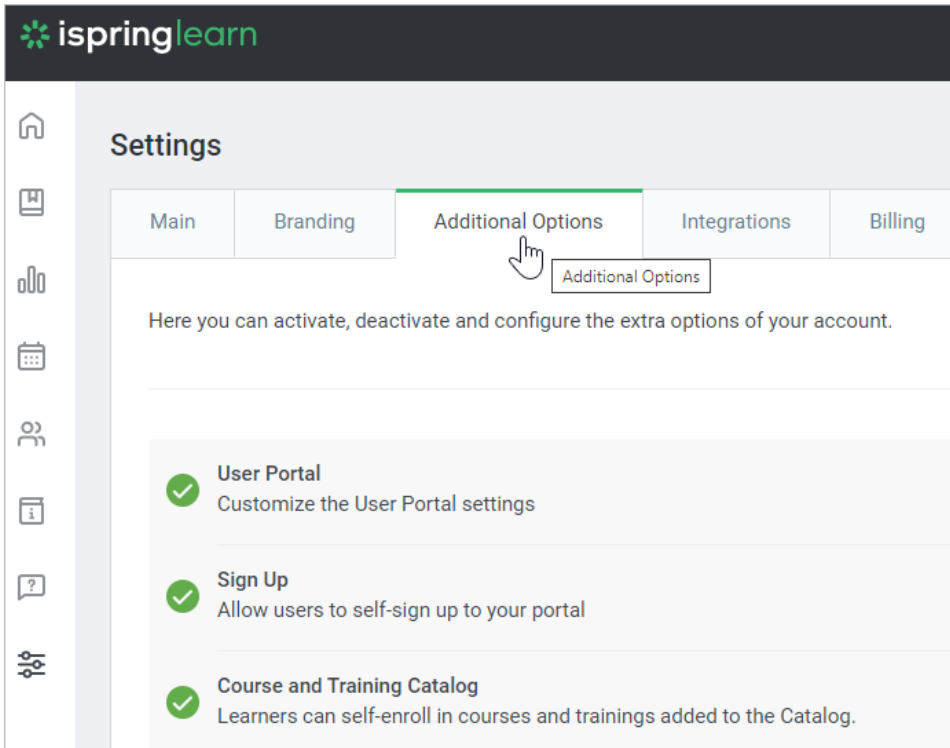 ispringlearn
Settings
Main Branding Additional Options Integrations Billing
Additional Options
Here you can activate, deactivate and configure the extra options of your account.
User Portal
Customize the User Portal settings
Sign Up
Allow users to self-sign up to your portal
Course and Training Catalog
Learners can self-enroll in courses and trainings added to the Catalog.